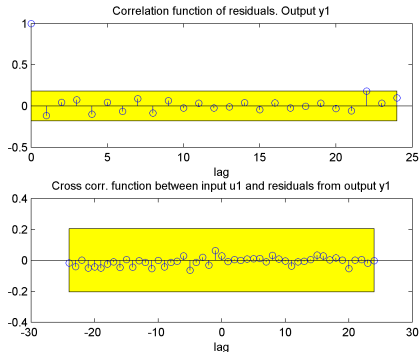 Correlation function of residuals. Output y1
1
0.5
0
-0.5
0 5 10 15 20 25
lag
Cross corr. function between input u1 and residuals from output y1
0.4
0.2
0
-0.2
-0.4
-30 -20 -10 0 10 20 30
lag